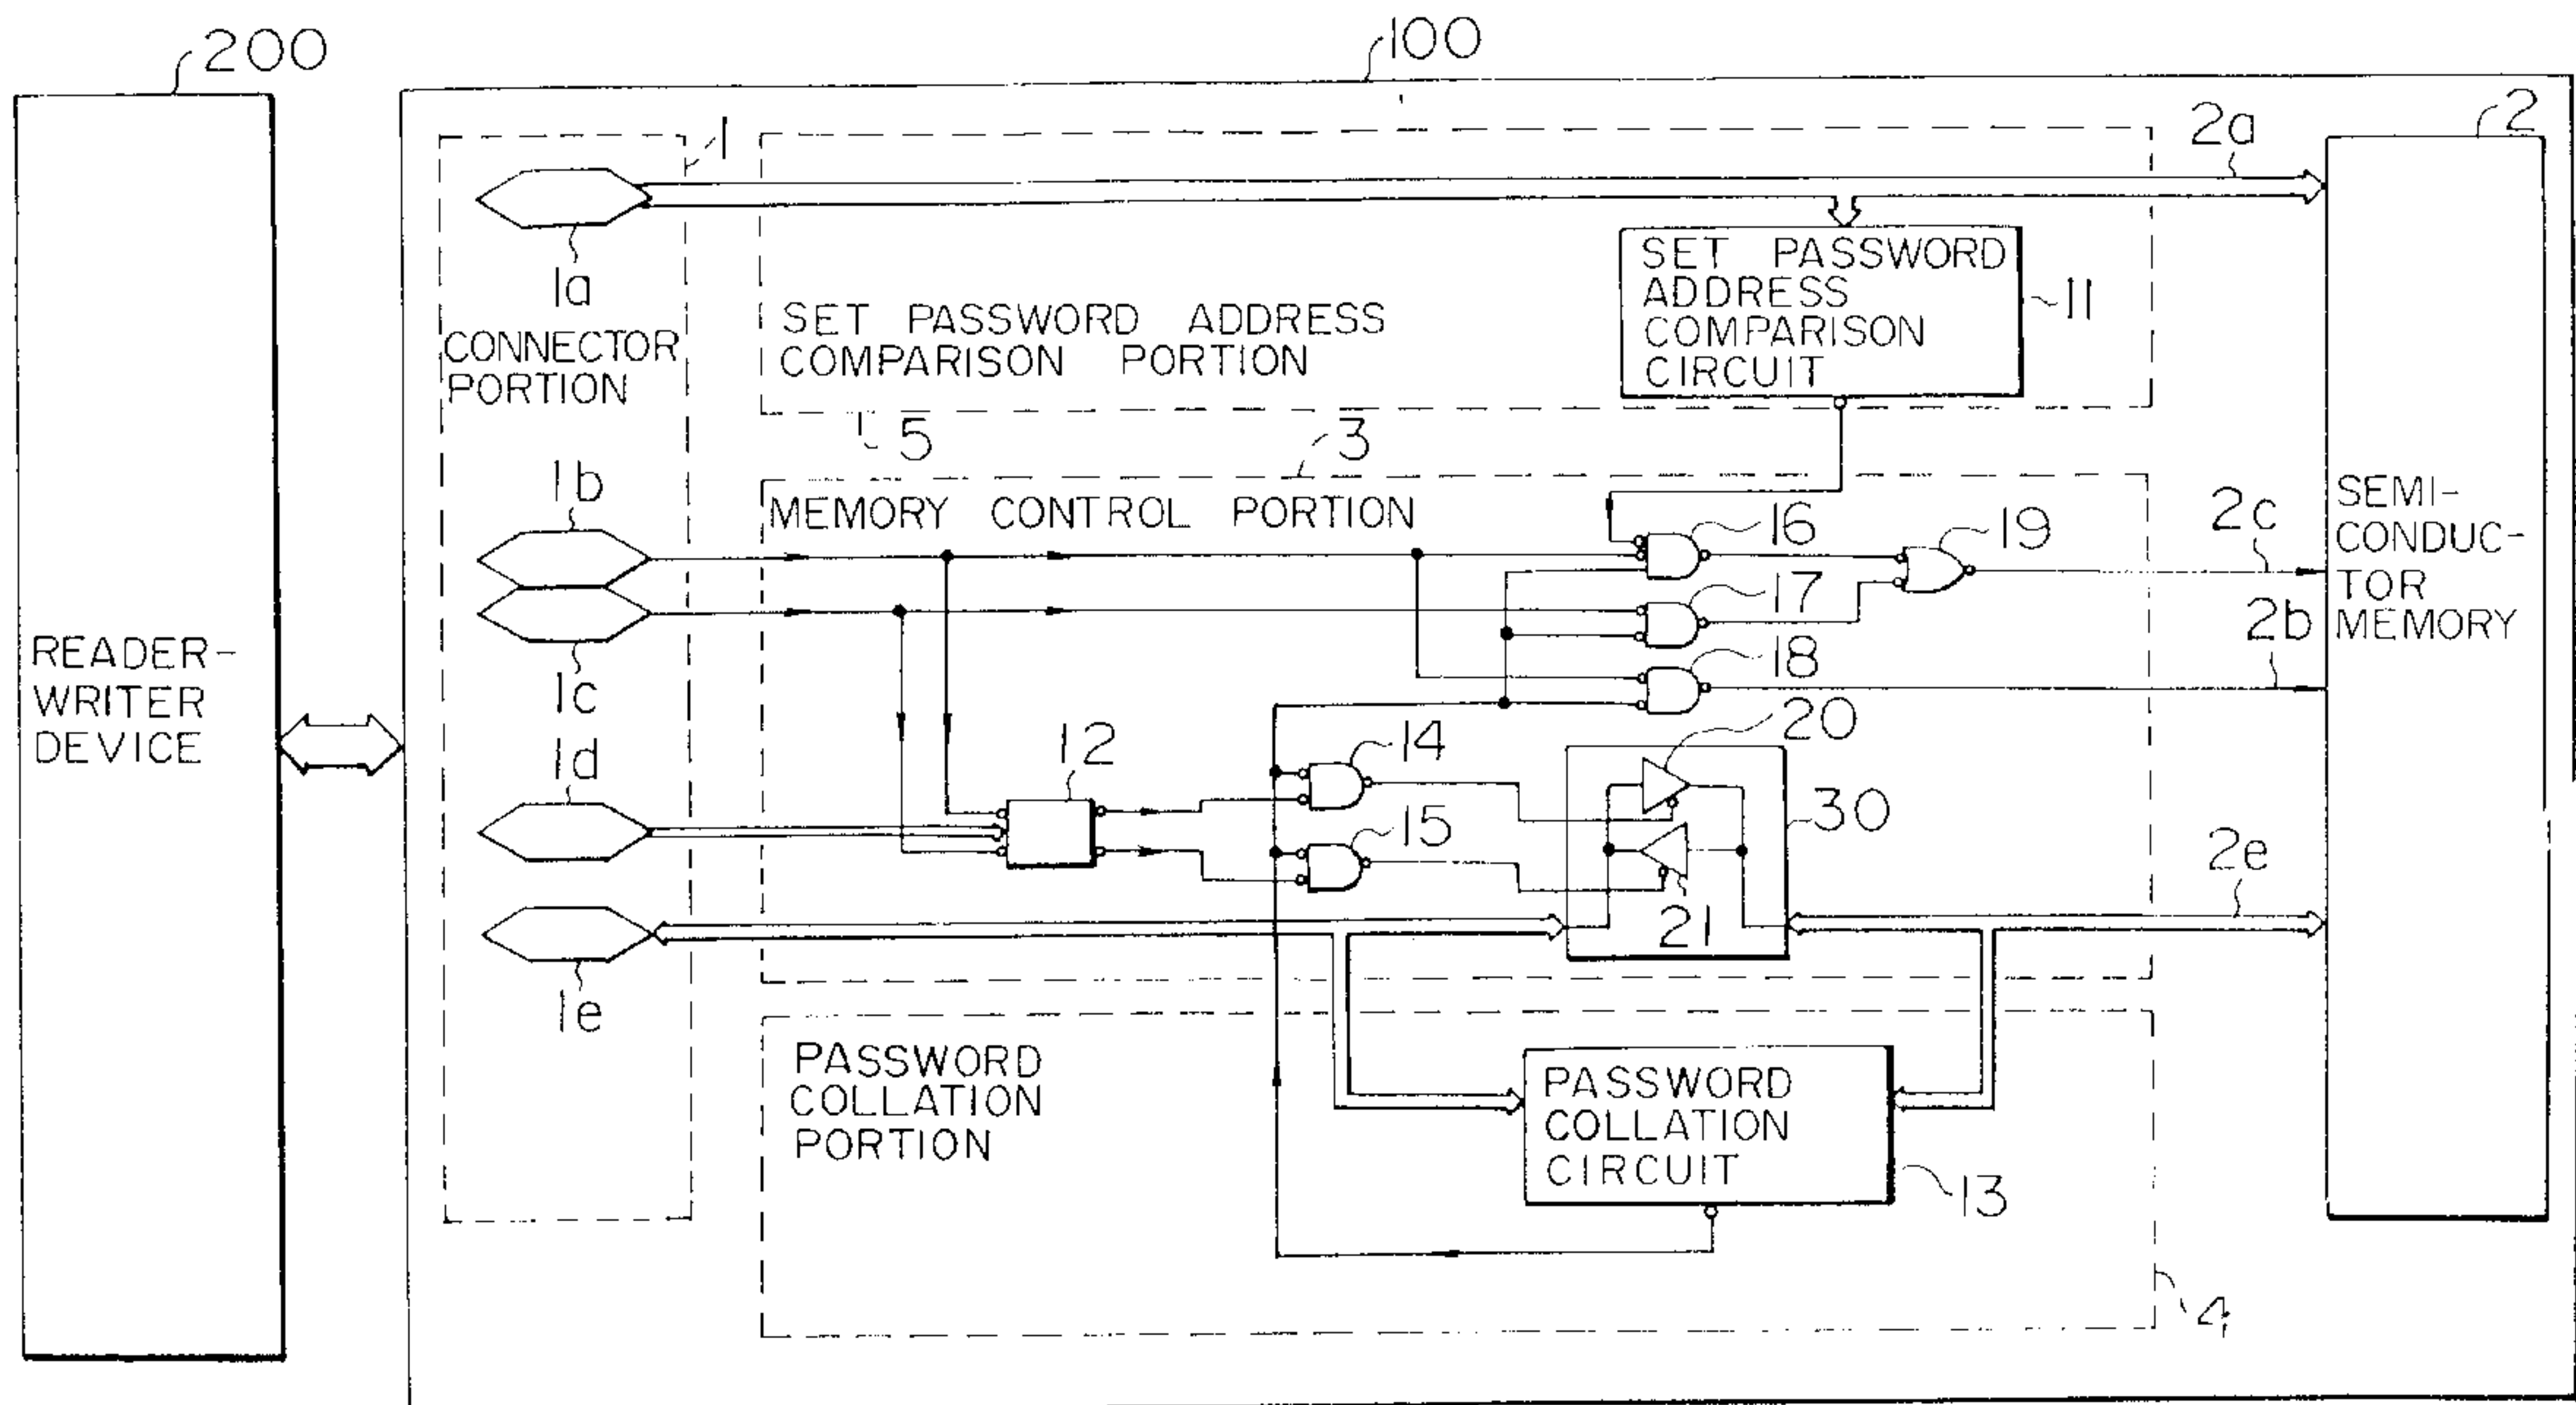 200
100
1
2a
2
1a
SET PASSWORD
ADDRESS
COMPARISON
CIRCUIT
11
SET PASSWORD ADDRESS
COMPARISON PORTION
CONNECTOR
PORTION
5
3
1b
MEMORY CONTROL PORTION
16
19
2c
SEMI-
CONDUC-
TOR
MEMORY
17
2b
READER-
WRITER
DEVICE
1c
18
20
1d
12
14
30
15
2e
21
1e
PASSWORD
COLLATION
PORTION
PASSWORD
COLLATION
CIRCUIT
13
4